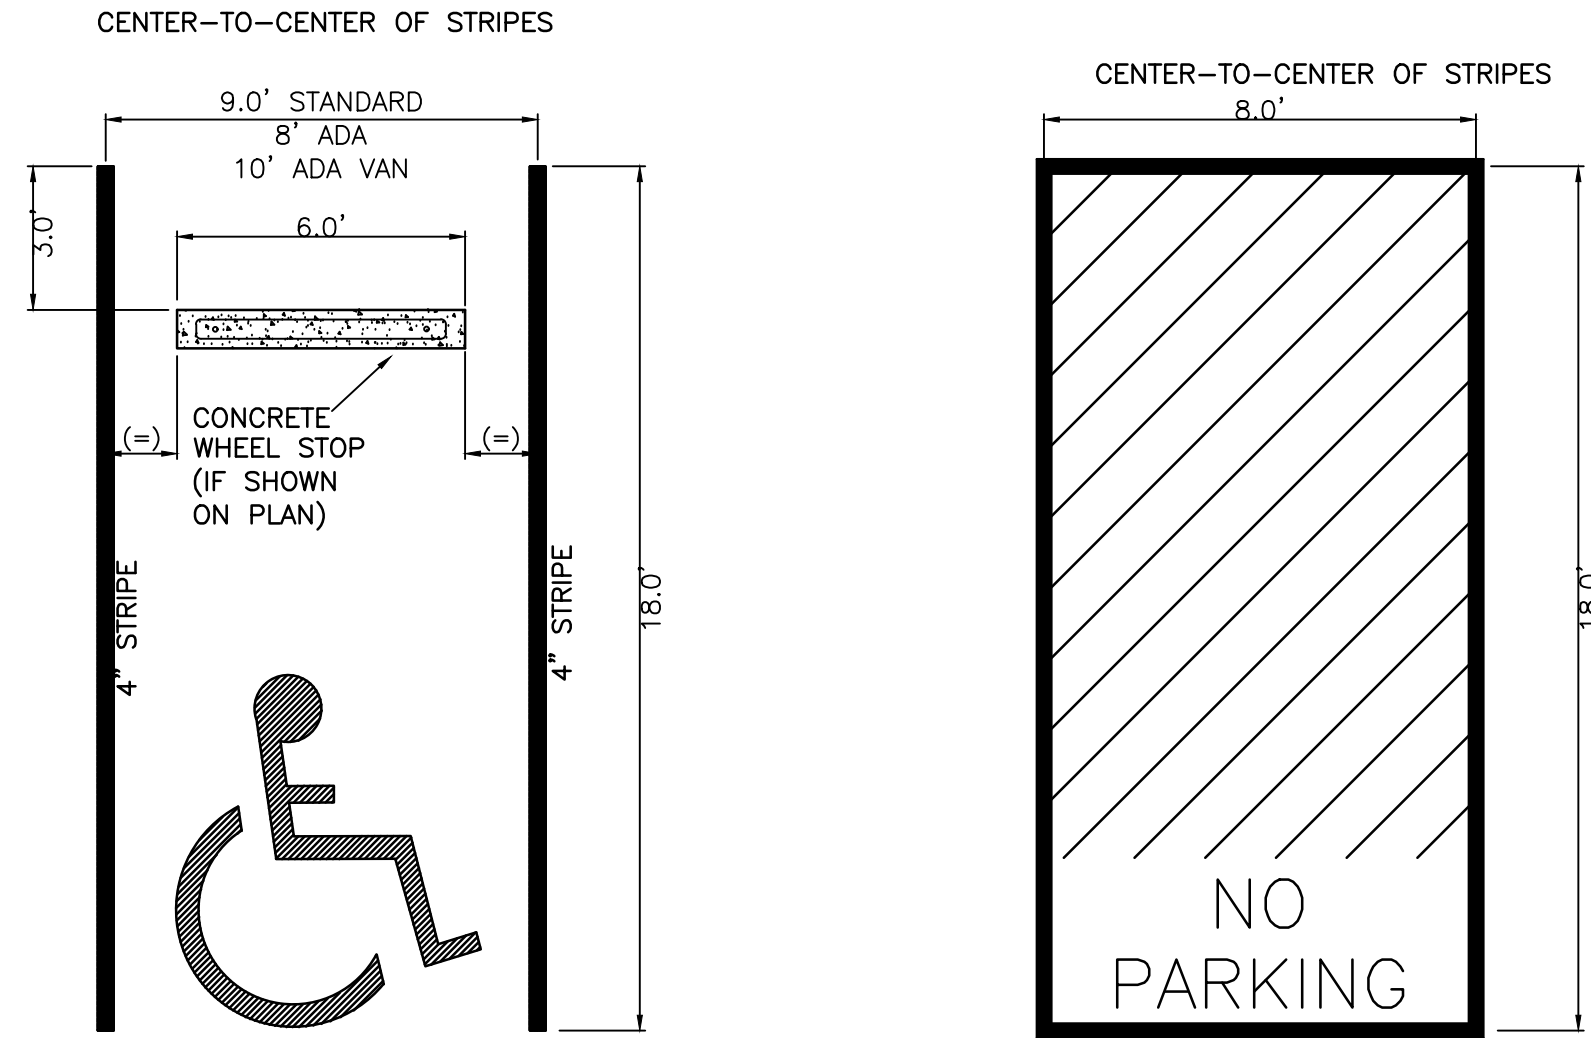 CENTER-TO-CENTER OF STRIPES
9.0' STANDARD
8' ADA
10' ADA VAN
3.0'
6.0'
CONCRETE
WHEEL STOP
(IF SHOWN
ON PLAN)
(=)
(=)
4" STRIPE
4" STRIPE
18.0'
CENTER-TO-CENTER OF STRIPES
8.0'
18.0'
NO
PARKING